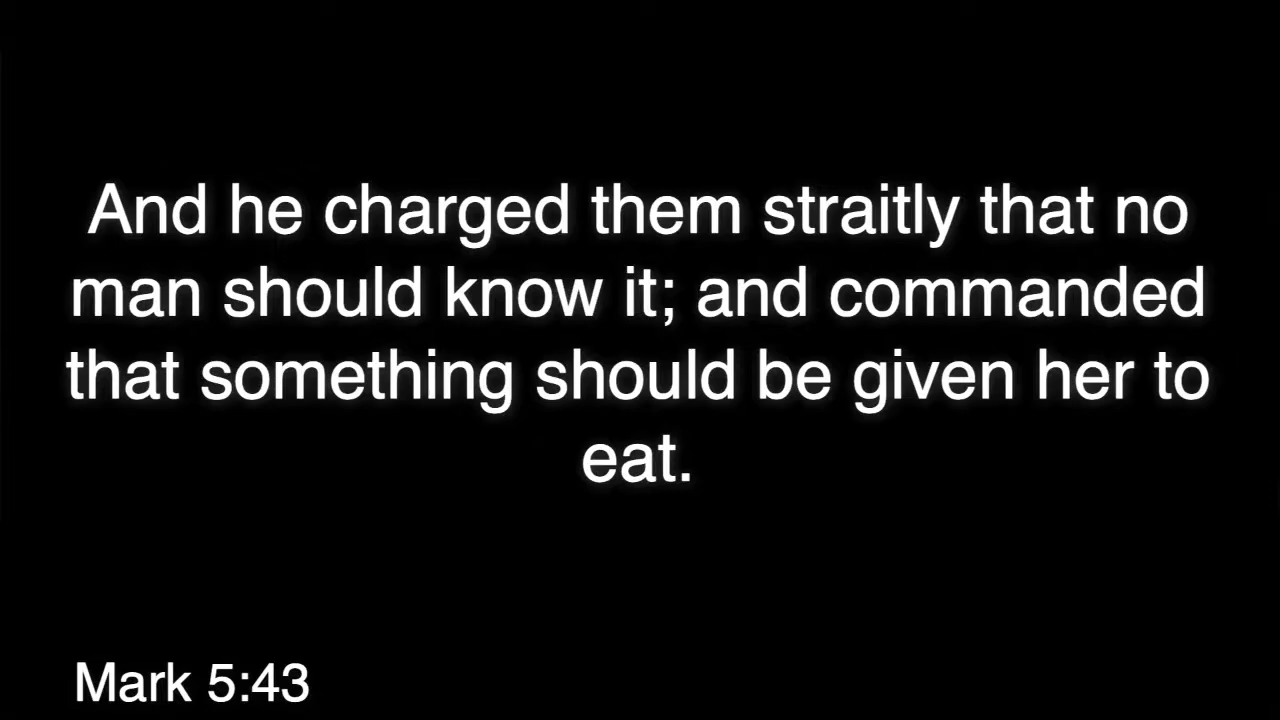 And he charged them straitly that no
man should know it; and commanded
that something should be given her to
eat.
Mark 5:43